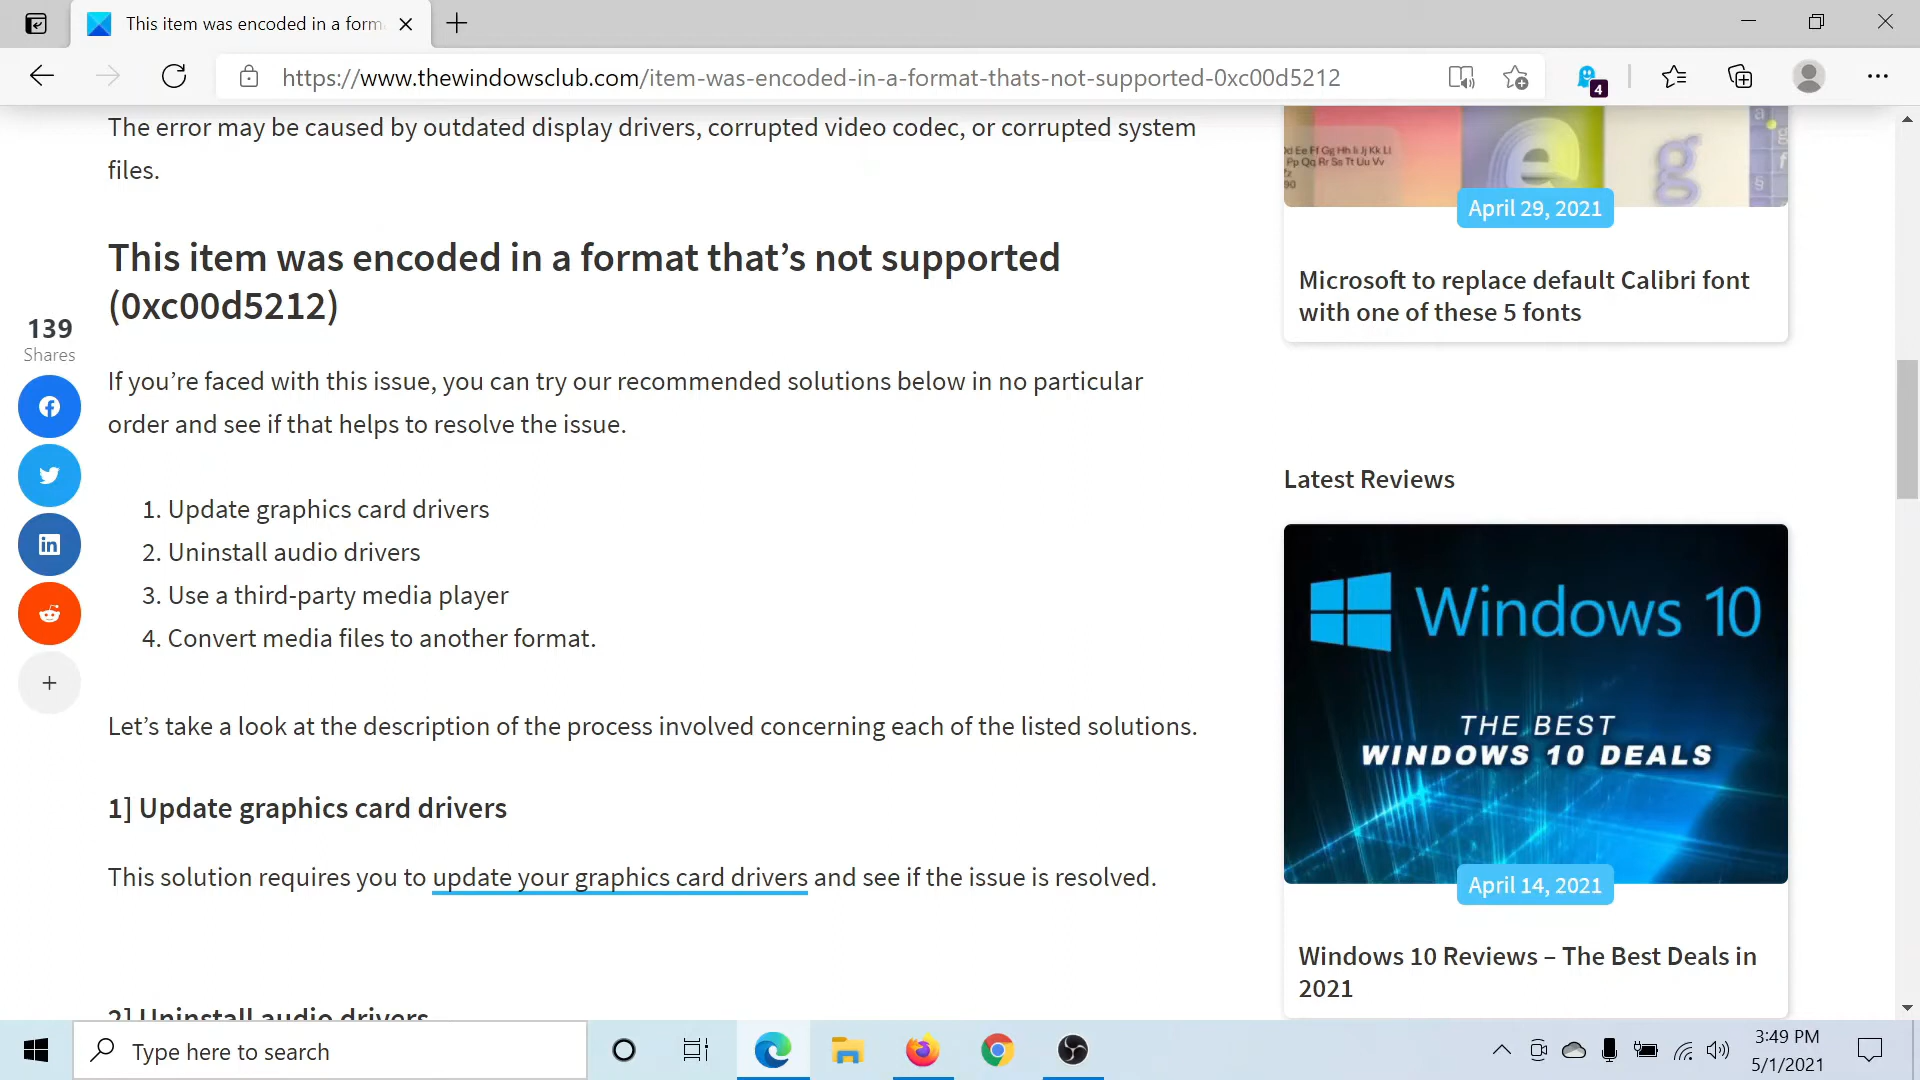 This item was encoded in a form
https://www.thewindowsclub.com/item-was-encoded-in-a-format-thats-not-supported-0xc00d5212
4
The error may be caused by outdated display drivers, corrupted video codec, or corrupted system
files.
This item was encoded in a format that’s not supported
(0xc00d5212)
139
Shares
If you’re faced with this issue, you can try our recommended solutions below in no particular
order and see if that helps to resolve the issue.
1. Update graphics card drivers
2. Uninstall audio drivers
3. Use a third-party media player
4. Convert media files to another format.
Let’s take a look at the description of the process involved concerning each of the listed solutions.
1] Update graphics card drivers
This solution requires you to update your graphics card drivers and see if the issue is resolved.
2] Uninstall audio drivers
e g
April 29, 2021
Microsoft to replace default Calibri font
with one of these 5 fonts
Latest Reviews
Windows 10
THE BEST
WINDOWS 10 DEALS
April 14, 2021
Windows 10 Reviews – The Best Deals in
2021
Type here to search
3:49 PM
5/1/2021